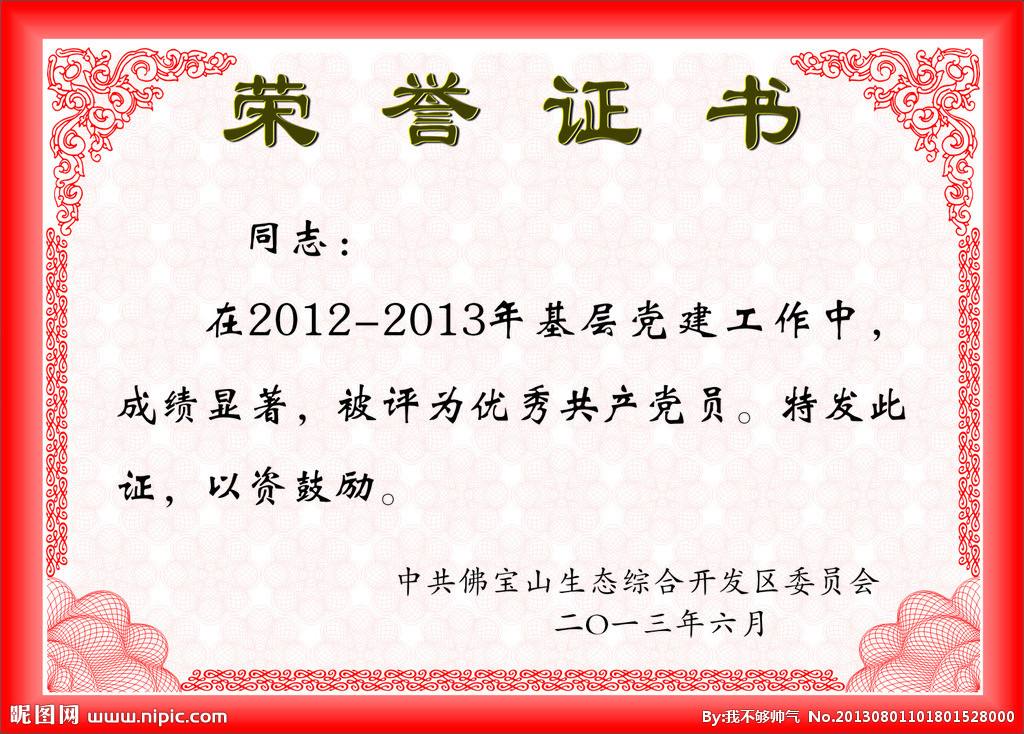 荣誉证书
同志：
在2012-2013年基层党建工作中，
成绩显著，被评为优秀共产党员。特发此
证，以资鼓励。
中共佛宝山生态综合开发区委员会
二〇一三年六月
昵图网 www.nipic.com
By:我不够帅气 No.20130801101801528000